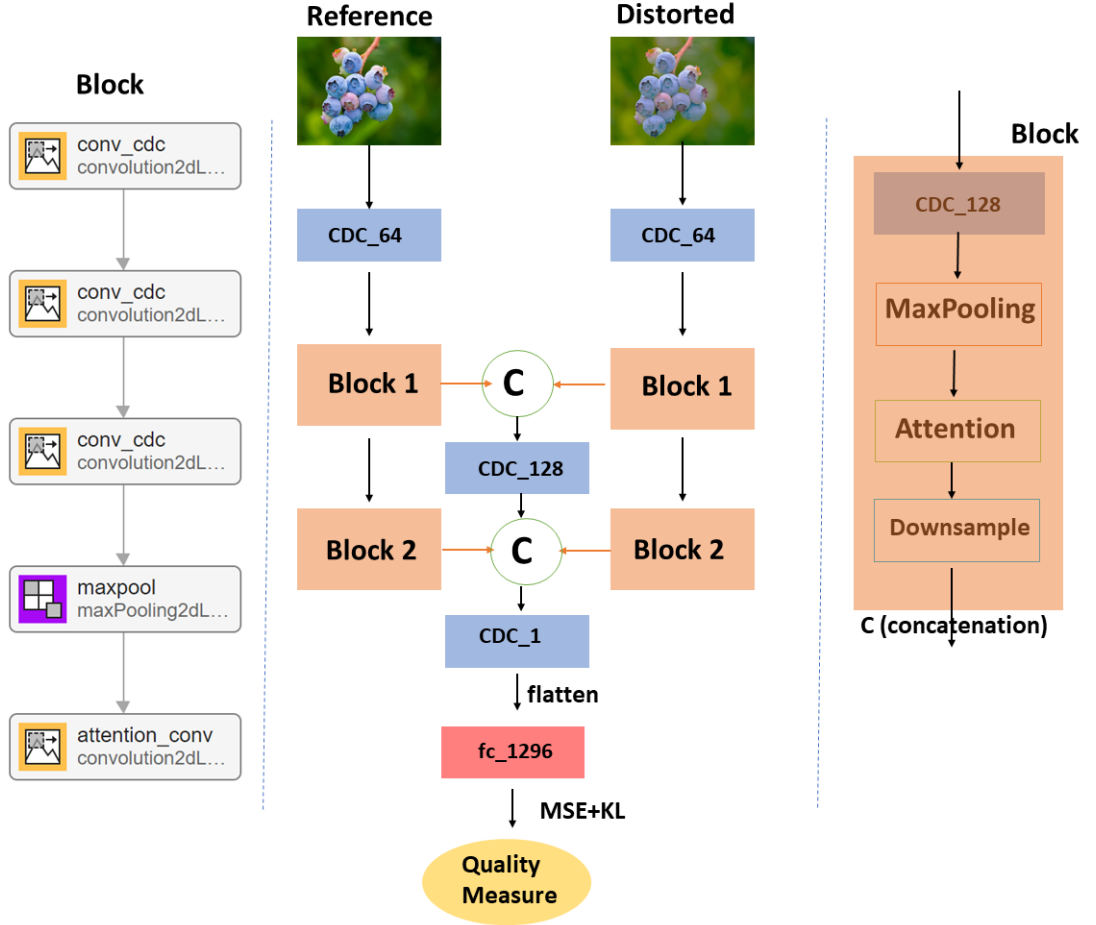 Block
conv_cdc
convolution2dL...
conv_cdc
convolution2dL...
conv_cdc
convolution2dL...
maxpool
maxPooling2dL...
attention_conv
convolution2dL...
Reference
Distorted
CDC_64
CDC_64
Block 1
C
Block 1
CDC_128
Block 2
C
Block 2
CDC_1
flatten
fc_1296
MSE+KL
Quality
Measure
Block
CDC_128
MaxPooling
Attention
Downsample
C (concatenation)